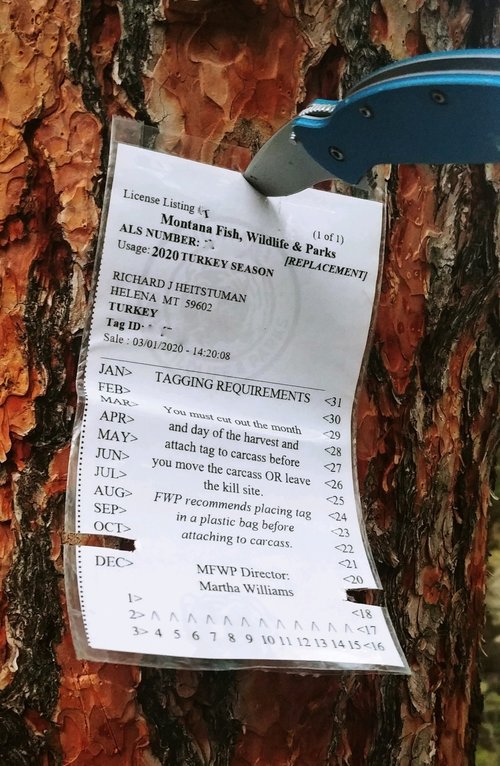 License Listing
(1 of 1)
Montana Fish, Wildlife & Parks
ALS NUMBER:
[REPLACEMENT]
Usage: 2020 TURKEY SEASON
RICHARD J HEITSTUMAN
HELENA MT 59602
TURKEY
Tag ID
Sale : 03/01/2020 - 14:20:08
TAGGING REQUIREMENTS
You must cut out the month
and day of the harvest and
attach tag to carcass before
you move the carcass OR leave
the kill site.
FWP recommends placing tag
in a plastic bag before
attaching to carcass.
MFWP Director:
Martha Williams
JAN>
FEB>
MAR>
APR>
MAY>
JUN>
JUL>
AUG>
SEP>
OCT>
DEC>
1>
2> ^ ^ ^ ^ ^ ^ ^ ^ ^ ^ ^ ^ <17
3> 4 5 6 7 8 9 10 11 12 13 14 15 <16
<31
<30
<29
<28
<27
<26
<25
<24
<23
<22
<21
<20
<18